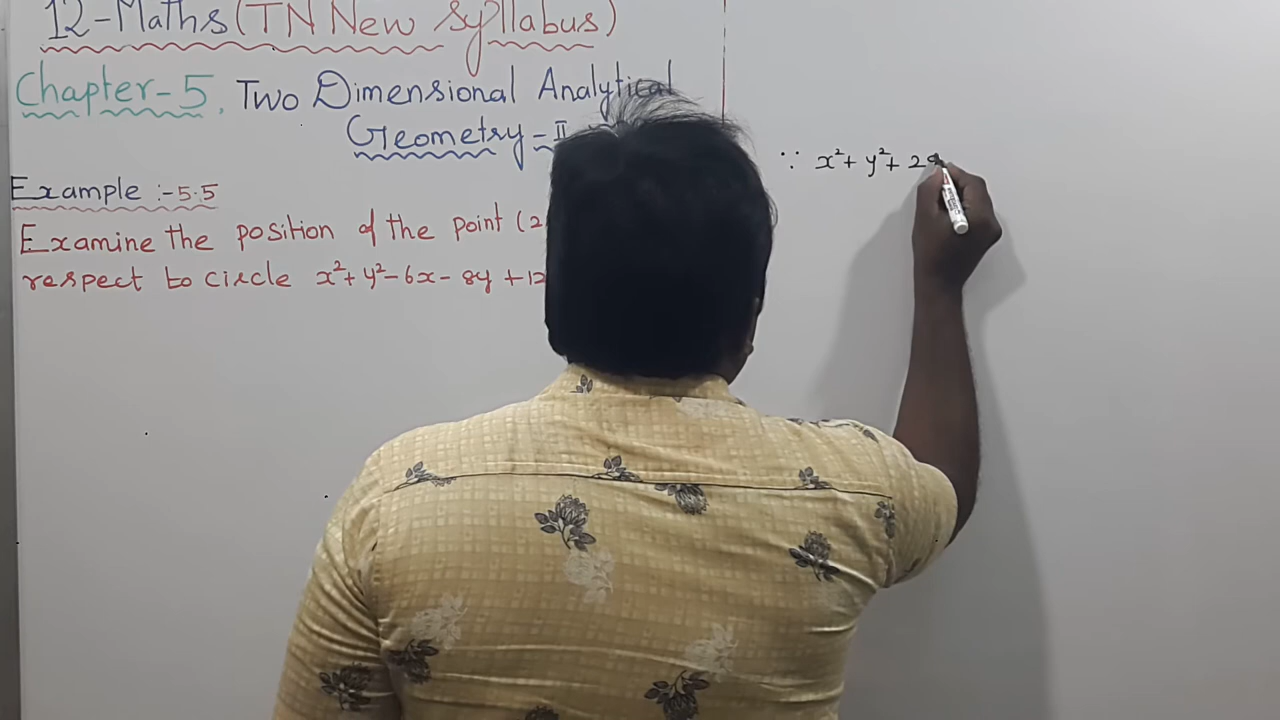 12-Maths (TN New Syllabus)
Chapter-5. Two Dimensional Analytical
Geometry-II
Example :- 5.5
Examine the position of the point (2
respect to circle x²+ y²- 6x - 8y + 12
∵ x²+ y²+ 2g